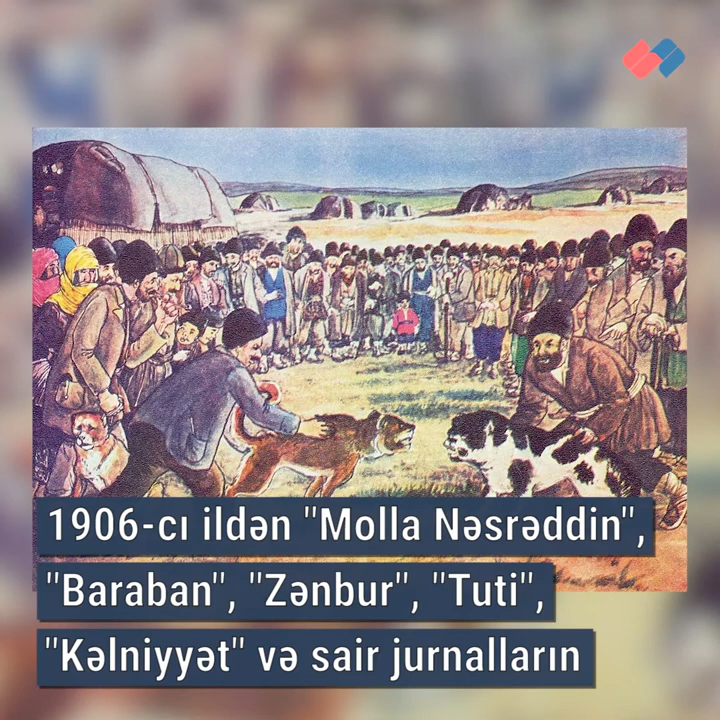 1906-cı ildən "Molla Nəsrəddin",
"Baraban", "Zənbur", "Tuti",
"Kəlniyyət" və sair jurnalların